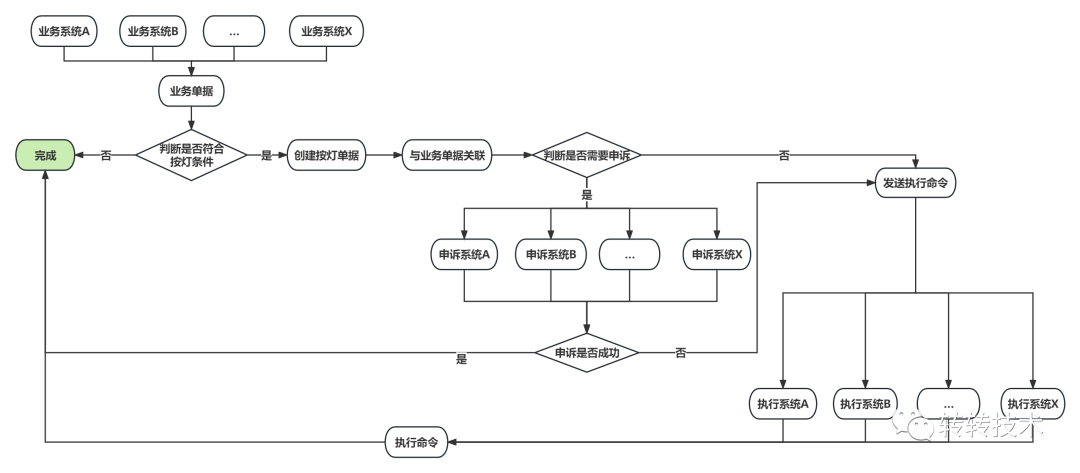 业务系统A
业务系统B
...
业务系统X
业务单据
完成
否
判断是否符合
按灯条件
是
创建按灯单据
与业务单据关联
判断是否需要申诉
否
发送执行命令
是
申诉系统A
申诉系统B
...
申诉系统X
是
申诉是否成功
否
执行系统A
执行系统B
...
执行系统X
转转技术
执行命令